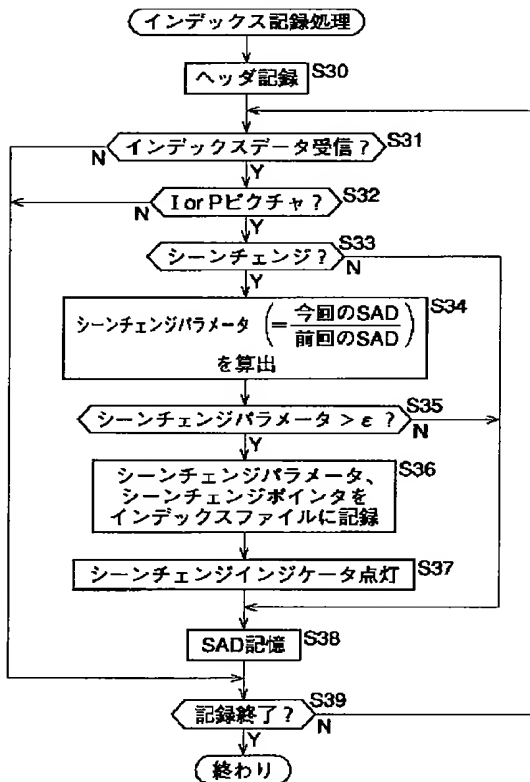 インデックス記録処理
ヘッダ記録 S30
インデックスデータ受信？ S31
N
Y
I or Pピクチャ？ S32
N
Y
シーンチェンジ？ S33
N
Y
シーンチェンジパラメータ (=今回のSAD/前回のSAD) S34
を算出
シーンチェンジパラメータ＞ε？ S35
N
Y
シーンチェンジパラメータ、 S36
シーンチェンジポインタを
インデックスファイルに記録
シーンチェンジインジケータ点灯 S37
SAD記憶 S38
記録終了？ S39
N
Y
終わり